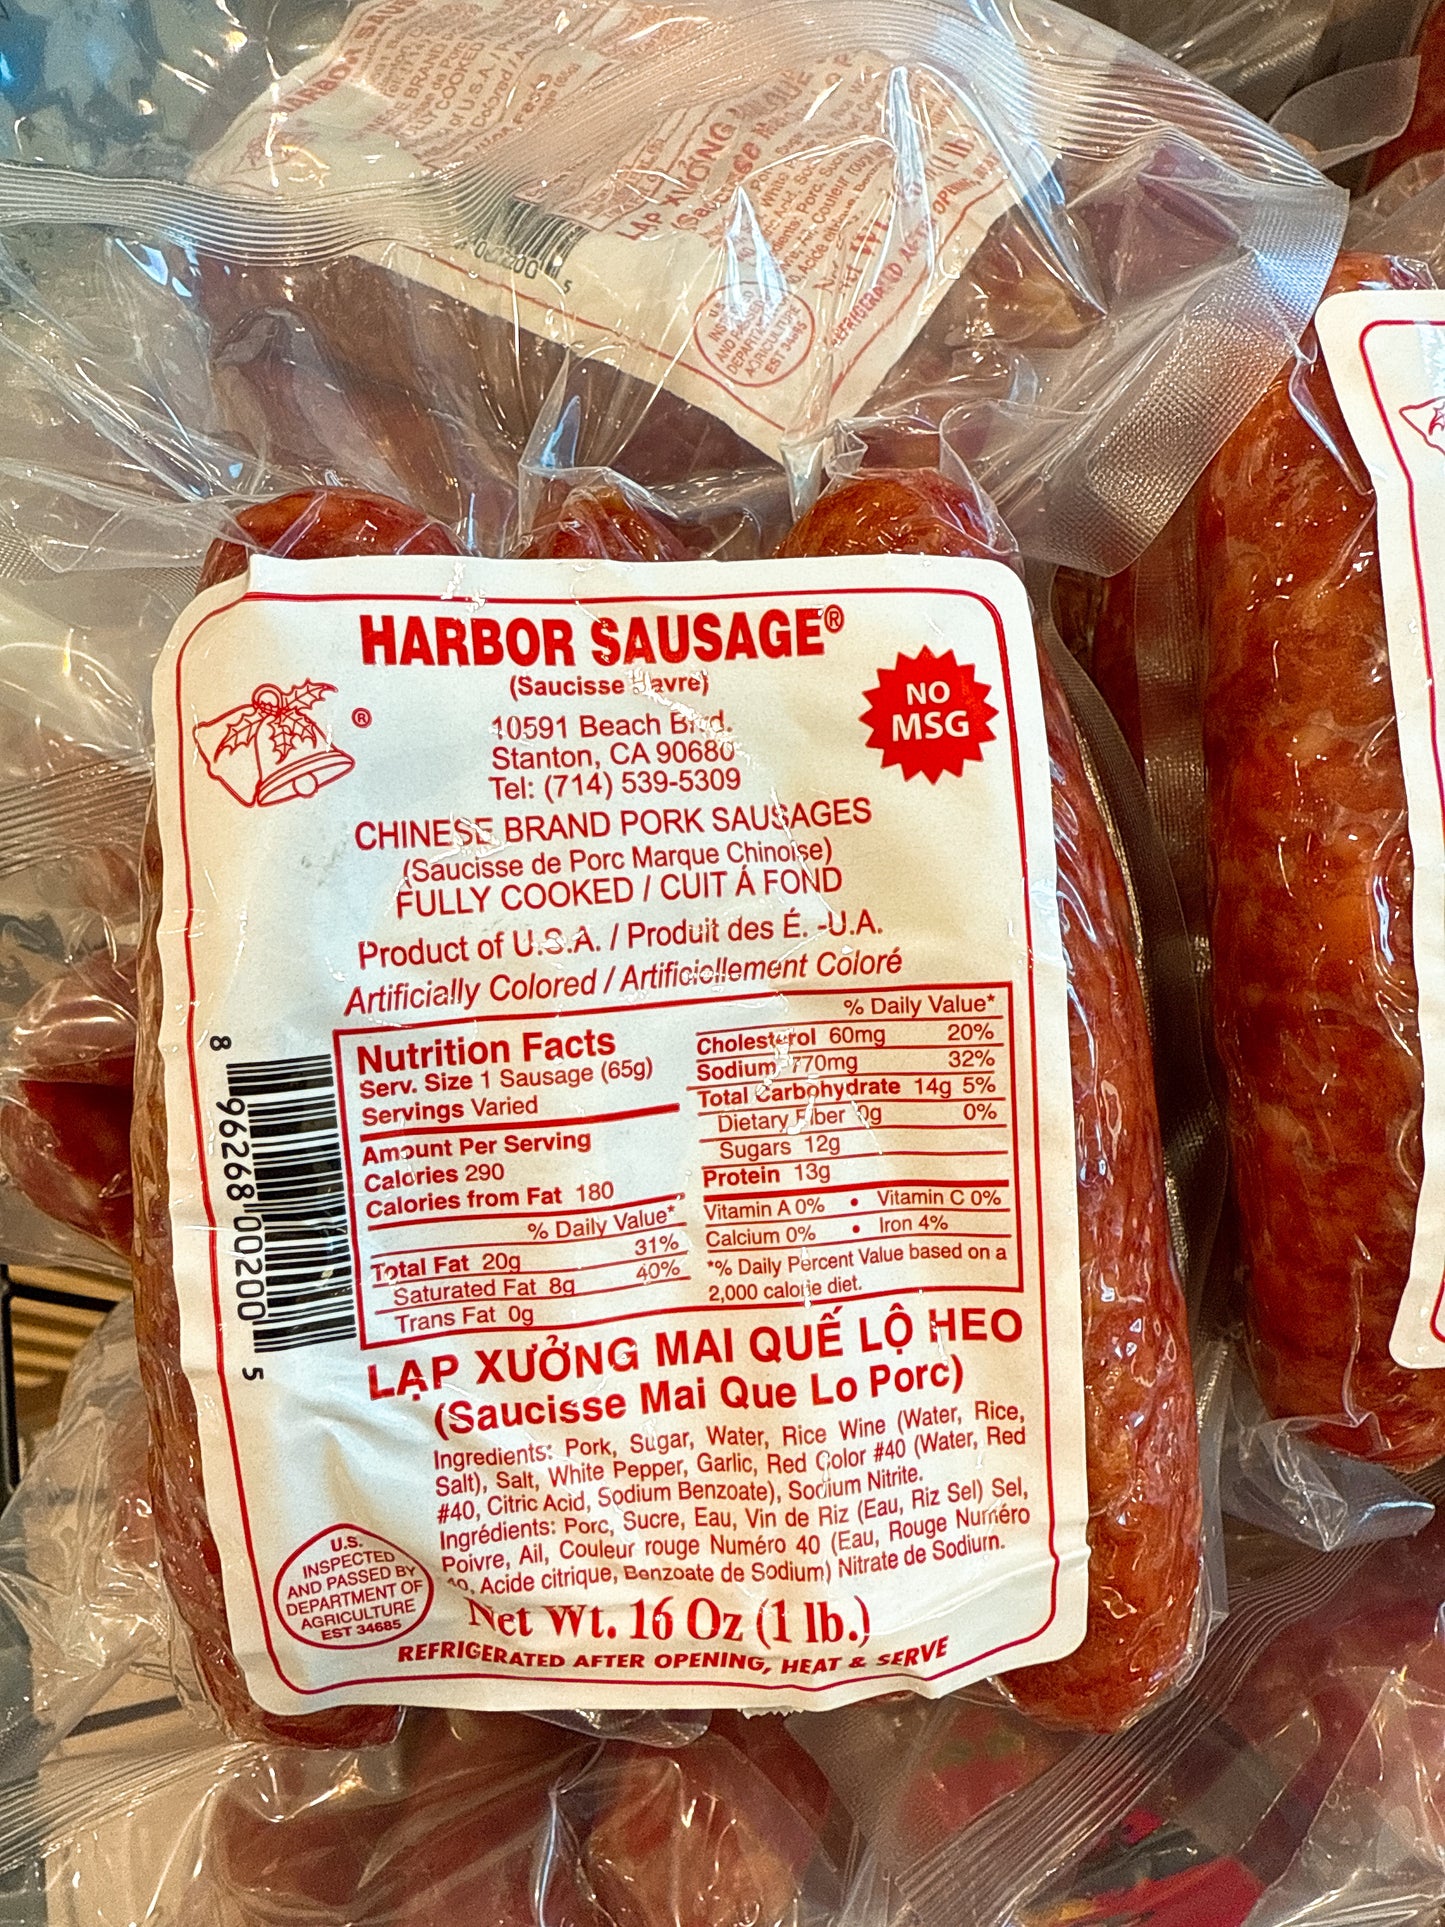 HARBOR SAUSAGE®
(Saucisse Havre)
10591 Beach Blvd.
Stanton, CA 90680
Tel: (714) 539-5309
®
NO
MSG
CHINESE BRAND PORK SAUSAGES
(Saucisse de Porc Marque Chinoise)
FULLY COOKED / CUIT Á FOND
Product of U.S.A. / Produit des É. -U.A.
Artificially Colored / Artificiellement Coloré
8 96268 00200 5
Nutrition Facts
Serv. Size 1 Sausage (65g)
Servings Varied
Amount Per Serving
Calories 290
Calories from Fat 180
% Daily Value*
Total Fat 20g 31%
Saturated Fat 8g 40%
Trans Fat 0g
% Daily Value*
Cholesterol 60mg 20%
Sodium 770mg 32%
Total Carbohydrate 14g 5%
Dietary Fiber 0g 0%
Sugars 12g
Protein 13g
Vitamin A 0% • Vitamin C 0%
Calcium 0% • Iron 4%
*% Daily Percent Value based on a
2,000 calorie diet.
LẠP XƯỞNG MAI QUẾ LỘ HEO
(Saucisse Mai Que Lo Porc)
Ingredients: Pork, Sugar, Water, Rice Wine (Water, Rice,
Salt), Salt, White Pepper, Garlic, Red Color #40 (Water, Red
#40, Citric Acid, Sodium Benzoate), Sodium Nitrite.
Ingrédients: Porc, Sucre, Eau, Vin de Riz (Eau, Riz Sel) Sel,
Poivre, Ail, Couleur rouge Numéro 40 (Eau, Rouge Numéro
40, Acide citrique, Benzoate de Sodium) Nitrate de Sodium.
Net Wt. 16 Oz (1 lb.)
REFRIGERATED AFTER OPENING, HEAT & SERVE
U.S.
INSPECTED
AND PASSED BY
DEPARTMENT OF
AGRICULTURE
EST 34685